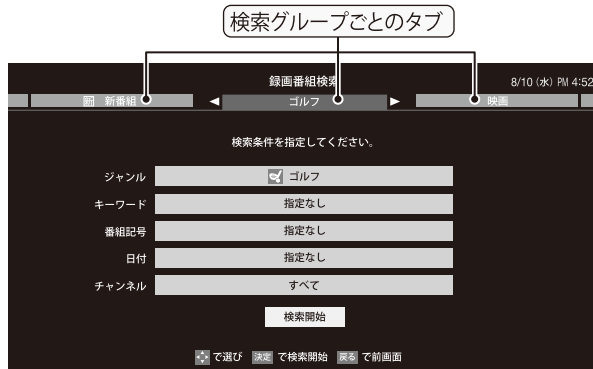 検索グループごとのタブ
録画番組検索
8/10 (水) PM 4:52
新 新番組
ゴルフ
映画
検索条件を指定してください。
ジャンル ゴルフ
キーワード 指定なし
番組記号 指定なし
日付 指定なし
チャンネル すべて
検索開始
で選び 決定 で検索開始 戻る で前画面